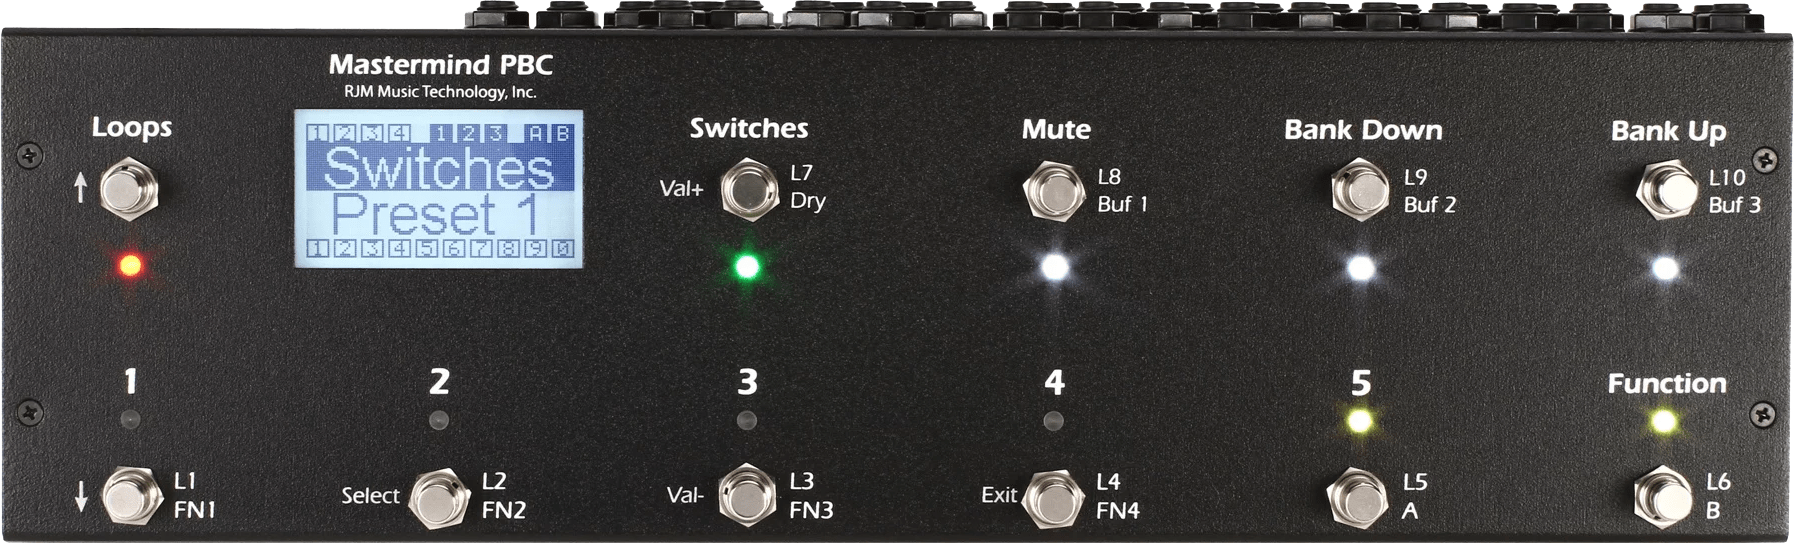 Mastermind PBC
RJM Music Technology, Inc.
Loops
Switches
Mute
Bank Down
Bank Up
1 2 3 4 1 2 3 A B
Switches
Preset 1
1 2 3 4 5 6 7 8 9 0
↑
Val+
L7
Dry
L8
Buf 1
L9
Buf 2
L10
Buf 3
1
2
3
4
5
Function
↓
L1
FN1
Select
L2
FN2
Val-
L3
FN3
Exit
L4
FN4
L5
A
L6
B